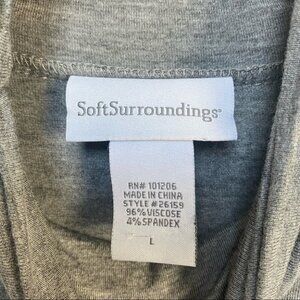 SoftSurroundings®
RN# 101206
MADE IN CHINA
STYLE #26159
96% VISCOSE
4% SPANDEX
L